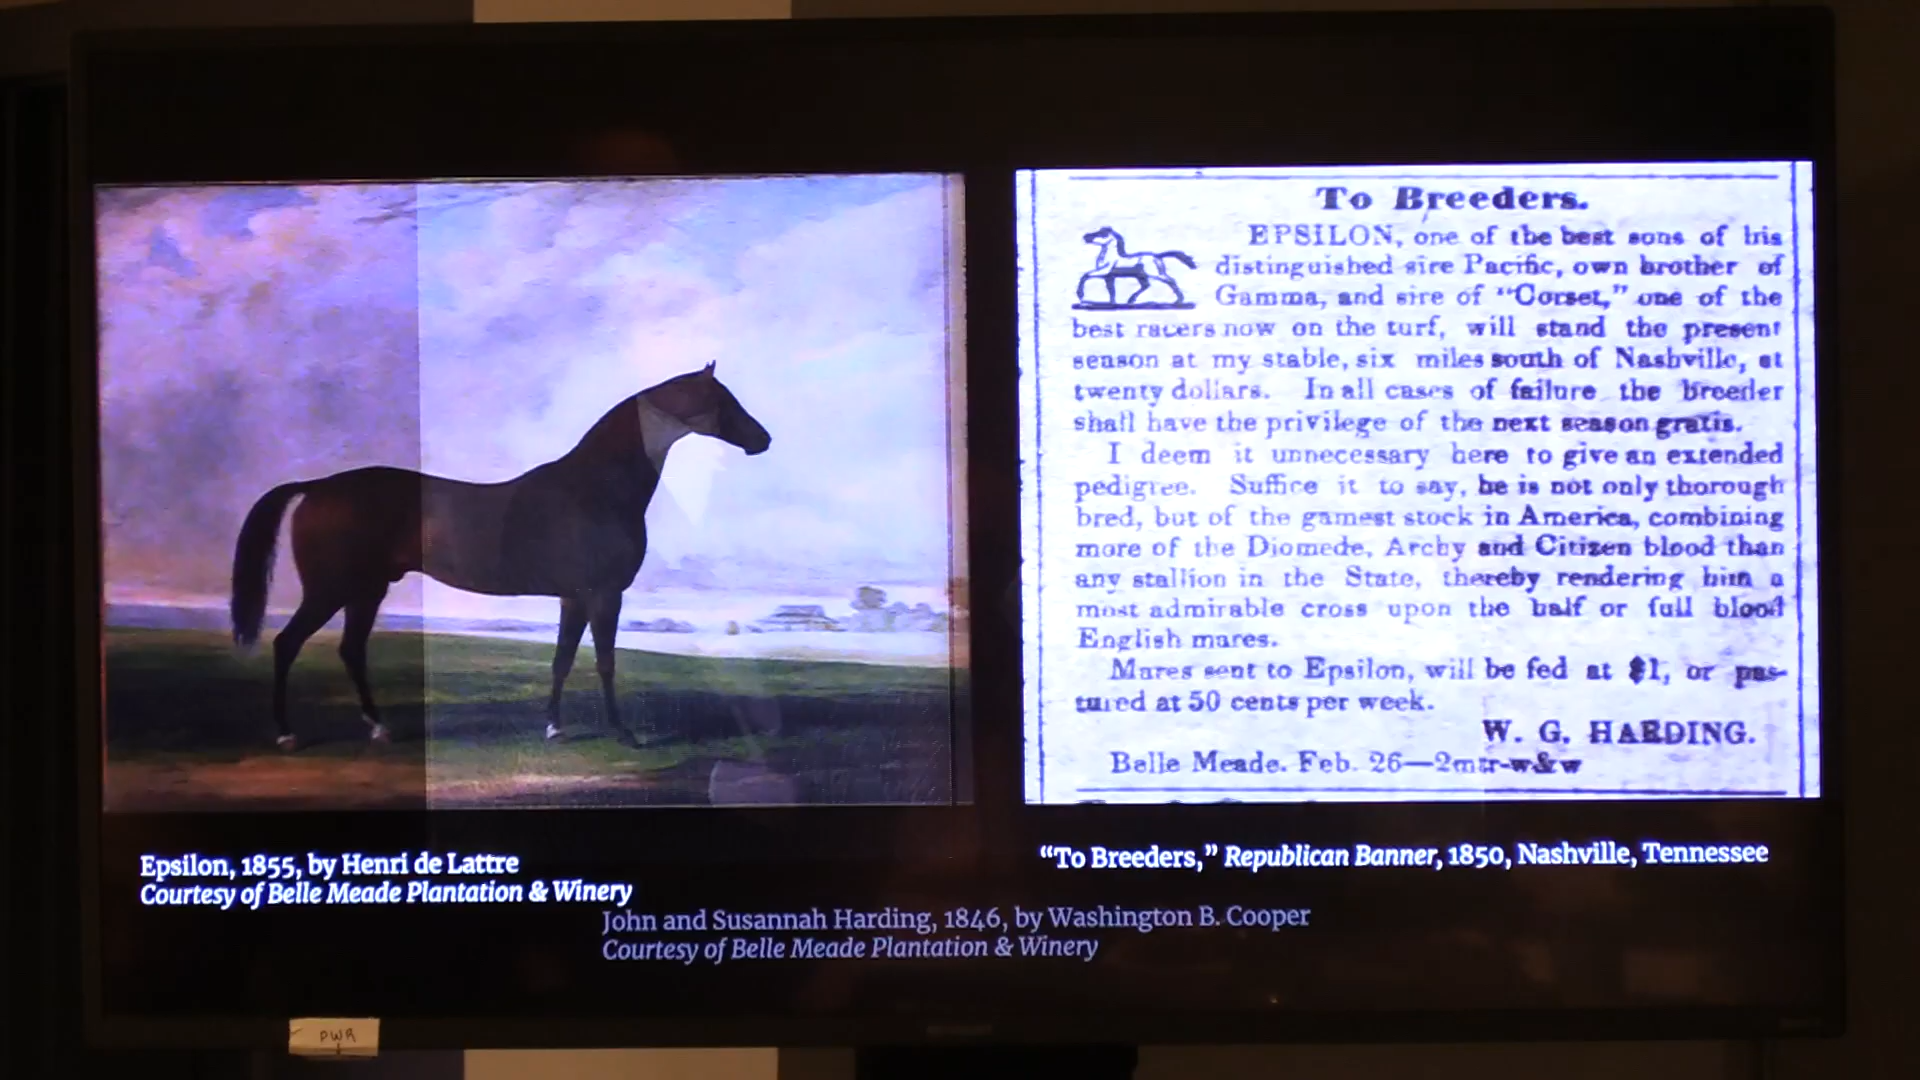 To Breeders.
EPSILON, one of the best sons of his
distinguished sire Pacific, own brother of
Gamma, and sire of "Corset," one of the
best racers now on the turf, will stand the present
season at my stable, six miles south of Nashville, at
twenty dollars. In all cases of failure the breeder
shall have the privilege of the next season gratis.
I deem it unnecessary here to give an extended
pedigree. Suffice it to say, he is not only thorough
bred, but of the gamest stock in America, combining
more of the Diomede, Archy and Citizen blood than
any stallion in the State, thereby rendering him a
most admirable cross upon the half or full blood
English mares.
Mares sent to Epsilon, will be fed at $1, or pas-
tured at 50 cents per week.
W. G. HARDING.
Belle Meade. Feb. 26—2mtr-w&w
Epsilon, 1855, by Henri de Lattre
Courtesy of Belle Meade Plantation & Winery
"To Breeders," Republican Banner, 1850, Nashville, Tennessee
John and Susannah Harding, 1846, by Washington B. Cooper
Courtesy of Belle Meade Plantation & Winery
PWR